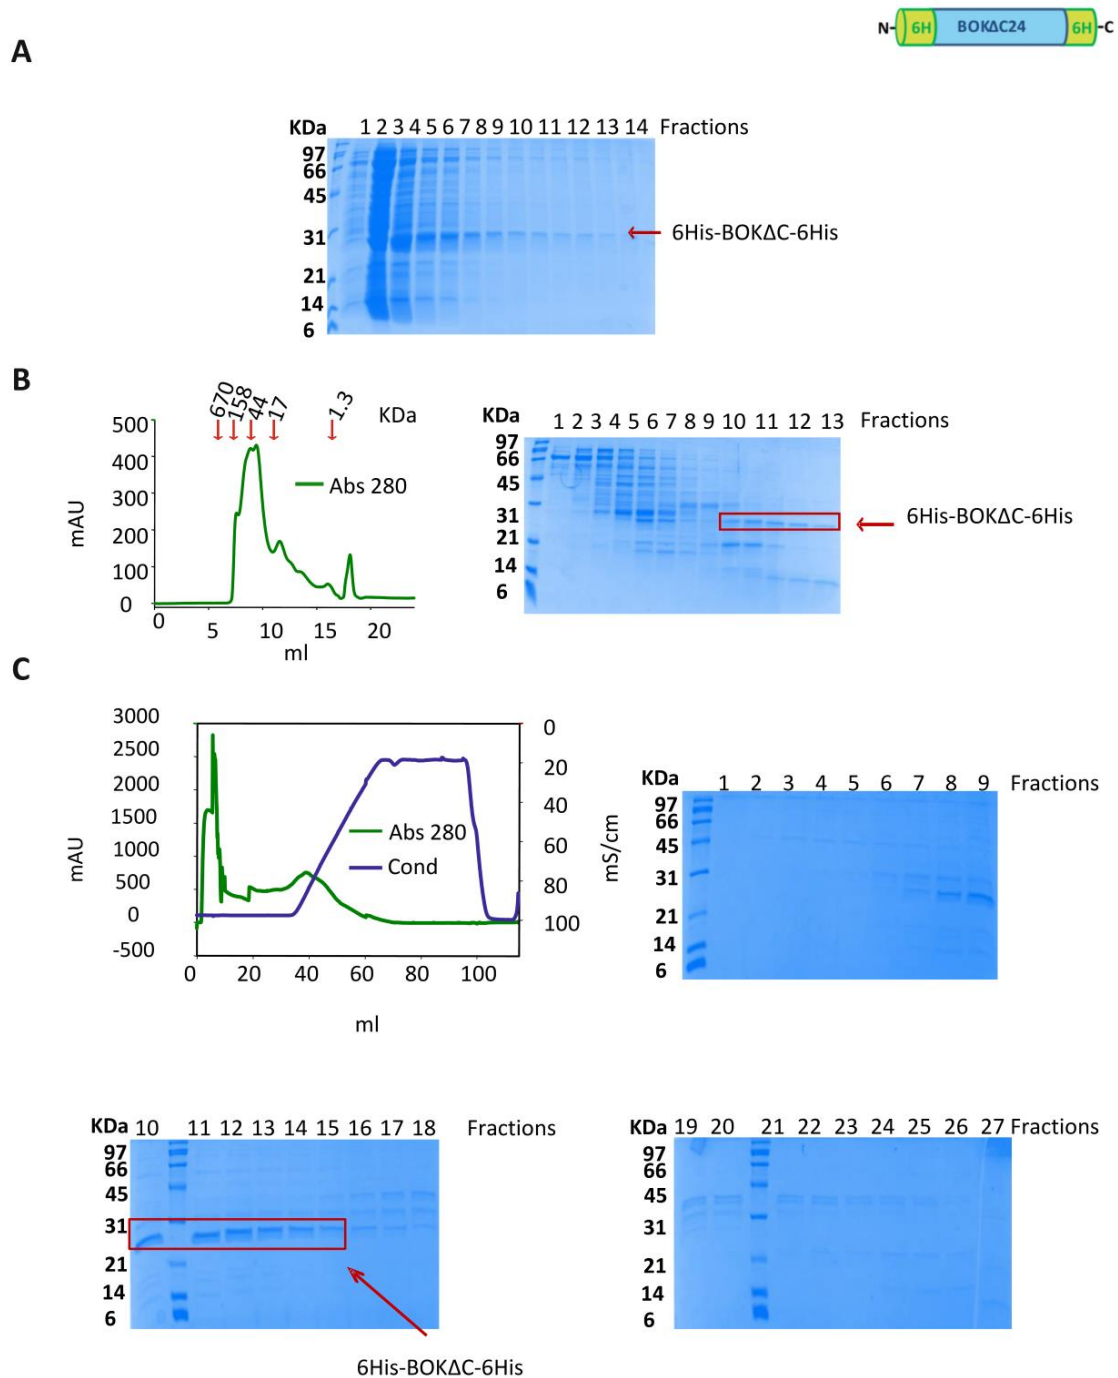 N- 6H BOKΔC24 6H -C
A
KDa 1 2 3 4 5 6 7 8 9 10 11 12 13 14 Fractions
97
66
45
31
21
14
6
6His-BOKΔC-6His
B
670 158 44 17 1.3 KDa
500
400
300
200
100
0
mAU
Abs 280
0 5 10 15 20
ml
KDa 1 2 3 4 5 6 7 8 9 10 11 12 13 Fractions
97
66
45
31
21
14
6
6His-BOKΔC-6His
C
3000
2500
2000
1500
1000
500
0
-500
mAU
Abs 280
Cond
0
20
40
60
80
100
mS/cm
0 20 40 60 80 100
ml
KDa 1 2 3 4 5 6 7 8 9 Fractions
97
66
45
31
21
14
6
KDa 10 11 12 13 14 15 16 17 18 Fractions
97
66
45
31
21
14
6
6His-BOKΔC-6His
KDa 19 20 21 22 23 24 25 26 27 Fractions
97
66
45
31
21
14
6